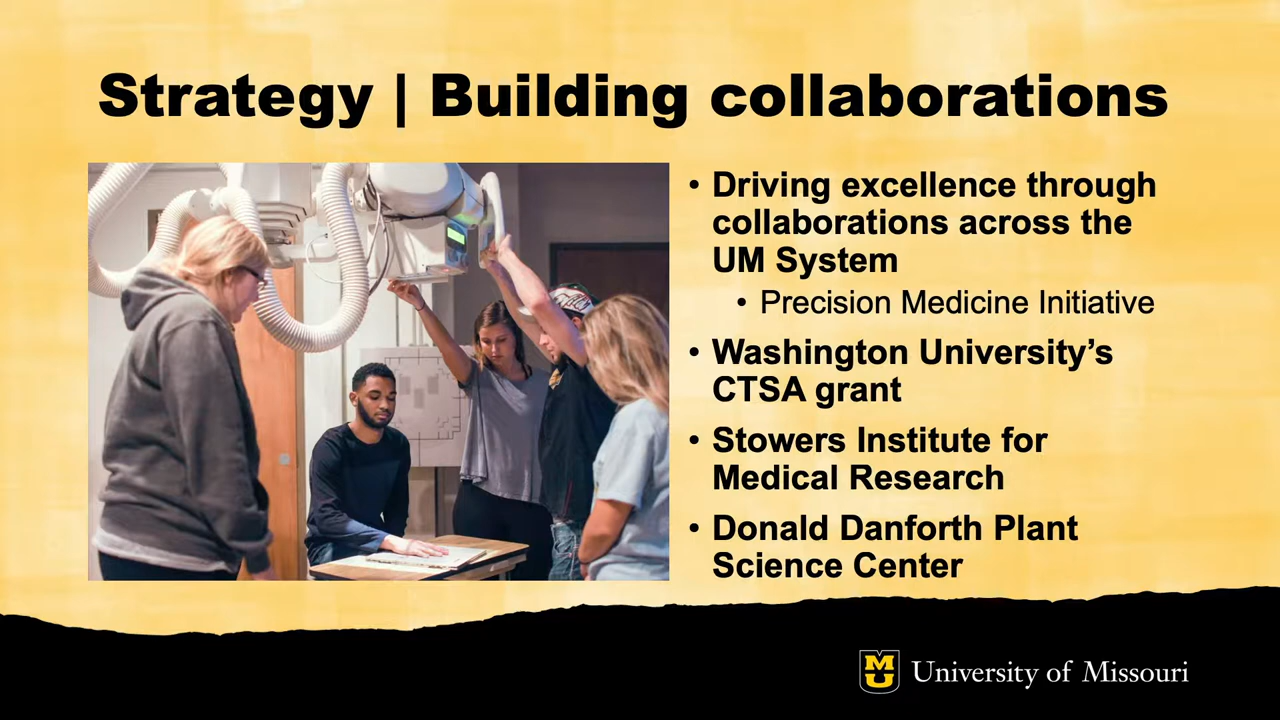 Strategy | Building collaborations
• Driving excellence through
collaborations across the
UM System
• Precision Medicine Initiative
• Washington University’s
CTSA grant
• Stowers Institute for
Medical Research
• Donald Danforth Plant
Science Center
MU University of Missouri